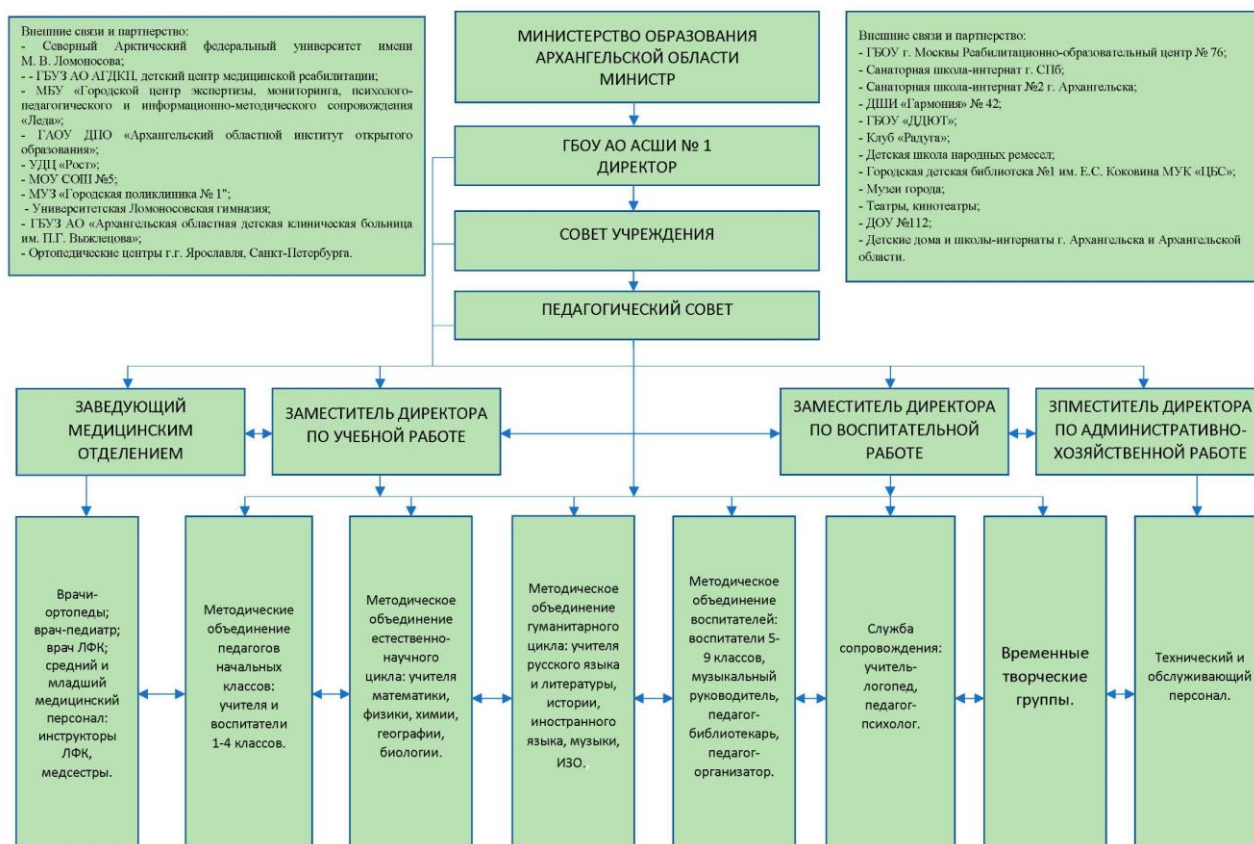 Внешние связи и партнерство:
- Северный Арктический федеральный университет имени
М. В. Ломоносова;
- - ГБУЗ АО АГДКП, детский центр медицинской реабилитации;
- МБУ «Городской центр экспертизы, мониторинга, психолого-
педагогического и информационно-методического сопровождения
«Леда»;
- ГАОУ ДПО «Архангельский областной институт открытого
образования»;
- УДЦ «Рост»;
- МОУ СОШ №5;
- МУЗ «Городская поликлиника № 1";
- Университетская Ломоносовская гимназия;
- ГБУЗ АО «Архангельская областная детская клиническая больница
им. П.Г. Выжлецова»;
- Ортопедические центры г.г. Ярославля, Санкт-Петербурга.
МИНИСТЕРСТВО ОБРАЗОВАНИЯ
АРХАНГЕЛЬСКОЙ ОБЛАСТИ
МИНИСТР
Внешние связи и партнерство:
- ГБОУ г. Москвы Реабилитационно-образовательный центр № 76;
- Санаторная школа-интернат г. СПб;
- Санаторная школа-интернат №2 г. Архангельска;
- ДШИ «Гармония» № 42;
- ГБОУ «ДДЮТ»;
- Клуб «Радуга»;
- Детская школа народных ремесел;
- Городская детская библиотека №1 им. Е.С. Коковина МУК «ЦБС»;
- Музеи города;
- Театры, кинотеатры;
- ДОУ №112;
- Детские дома и школы-интернаты г. Архангельска и Архангельской
области.
ГБОУ АО АСШИ № 1
ДИРЕКТОР
СОВЕТ УЧРЕЖДЕНИЯ
ПЕДАГОГИЧЕСКИЙ СОВЕТ
ЗАВЕДУЮЩИЙ
МЕДИЦИНСКИМ
ОТДЕЛЕНИЕМ
ЗАМЕСТИТЕЛЬ ДИРЕКТОРА
ПО УЧЕБНОЙ РАБОТЕ
ЗАМЕСТИТЕЛЬ ДИРЕКТОРА
ПО ВОСПИТАТЕЛЬНОЙ
РАБОТЕ
ЗПМЕСТИТЕЛЬ ДИРЕКТОРА
ПО АДМИНИСТРАТИВНО-
ХОЗЯЙСТВЕННОЙ РАБОТЕ
Врачи-
ортопеды;
врач-педиатр;
врач ЛФК;
средний и
младший
медицинский
персонал:
инструкторы
ЛФК,
медсестры.
Методические
объединение
педагогов
начальных
классов:
учителя и
воспитатели
1-4 классов.
Методическое
объединение
естественно-
научного
цикла: учителя
математики,
физики, химии,
географии,
биологии.
Методическое
объединение
гуманитарного
цикла: учителя
русского языка
и литературы,
истории,
иностранного
языка, музыки,
ИЗО.
Методическое
объединение
воспитателей:
воспитатели 5-
9 классов,
музыкальный
руководитель,
педагог-
библиотекарь,
педагог-
организатор.
Служба
сопровождения:
учитель-
логопед,
педагог-
психолог.
Временные
творческие
группы.
Технический и
обслуживающий
персонал.